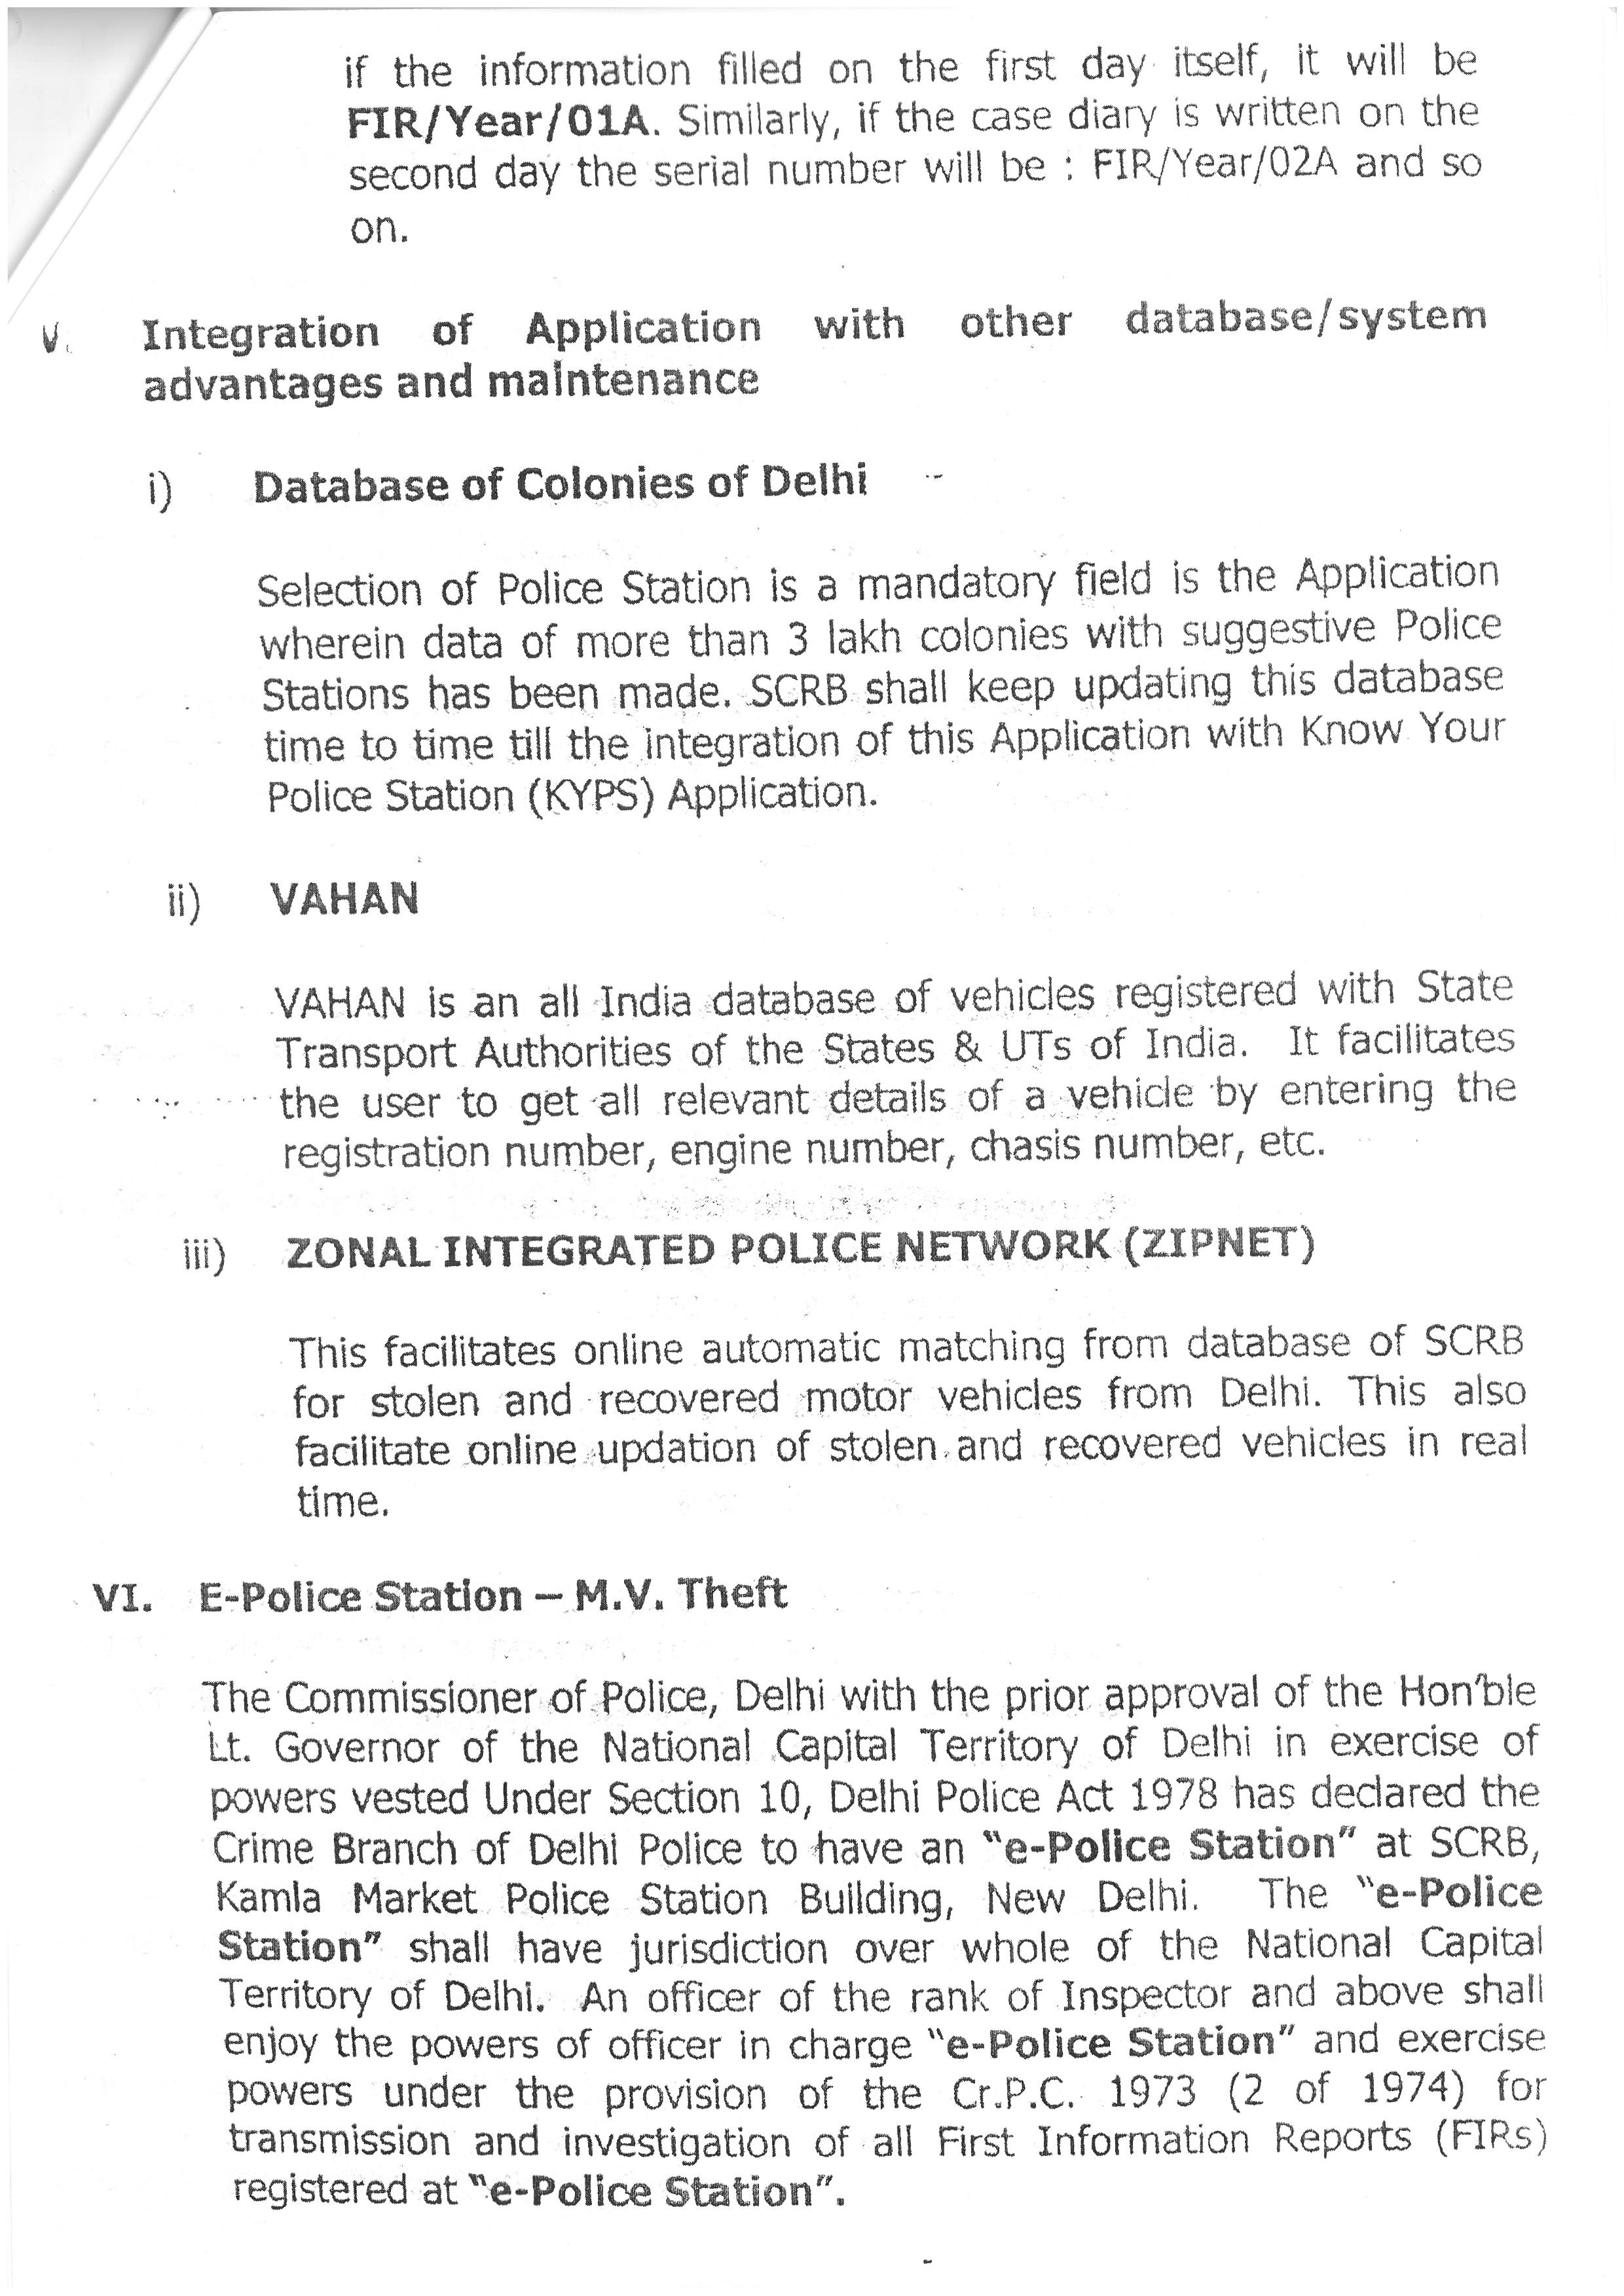 if the information filled on the first day itself, it will be
FIR/Year/01A. Similarly, if the case diary is written on the
second day the serial number will be : FIR/Year/02A and so
on.
V. Integration of Application with other database/system
advantages and maintenance
i) Database of Colonies of Delhi
Selection of Police Station is a mandatory field is the Application
wherein data of more than 3 lakh colonies with suggestive Police
Stations has been made. SCRB shall keep updating this database
time to time till the integration of this Application with Know Your
Police Station (KYPS) Application.
ii) VAHAN
VAHAN is an all India database of vehicles registered with State
Transport Authorities of the States & UTs of India. It facilitates
the user to get all relevant details of a vehicle by entering the
registration number, engine number, chasis number, etc.
iii) ZONAL INTEGRATED POLICE NETWORK (ZIPNET)
This facilitates online automatic matching from database of SCRB
for stolen and recovered motor vehicles from Delhi. This also
facilitate online updation of stolen and recovered vehicles in real
time.
VI. E-Police Station – M.V. Theft
The Commissioner of Police, Delhi with the prior approval of the Hon'ble
Lt. Governor of the National Capital Territory of Delhi in exercise of
powers vested Under Section 10, Delhi Police Act 1978 has declared the
Crime Branch of Delhi Police to have an "e-Police Station" at SCRB,
Kamla Market Police Station Building, New Delhi. The "e-Police
Station" shall have jurisdiction over whole of the National Capital
Territory of Delhi. An officer of the rank of Inspector and above shall
enjoy the powers of officer in charge "e-Police Station" and exercise
powers under the provision of the Cr.P.C. 1973 (2 of 1974) for
transmission and investigation of all First Information Reports (FIRs)
registered at "e-Police Station".